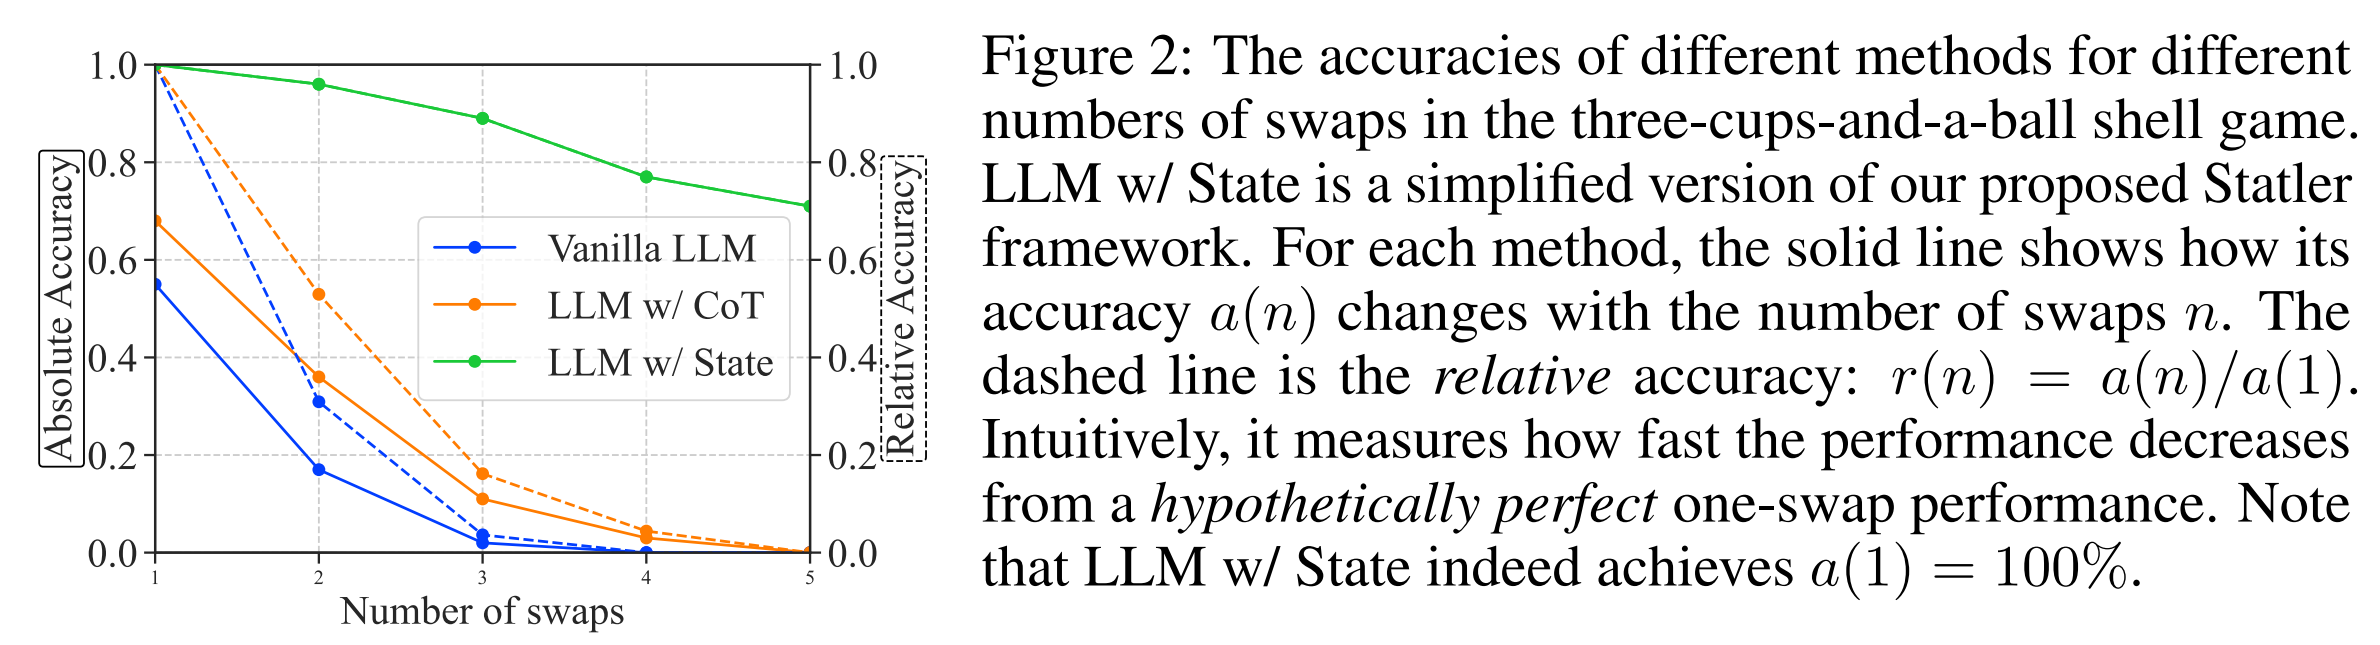 1.0
0.8
0.6
0.4
0.2
0.0
Absolute Accuracy
1.0
0.8
0.6
0.4
0.2
0.0
Relative Accuracy
Vanilla LLM
LLM w/ CoT
LLM w/ State
1 2 3 4 5
Number of swaps
Figure 2: The accuracies of different methods for different
numbers of swaps in the three-cups-and-a-ball shell game.
LLM w/ State is a simplified version of our proposed Statler
framework. For each method, the solid line shows how its
accuracy a(n) changes with the number of swaps n. The
dashed line is the relative accuracy: r(n) = a(n)/a(1).
Intuitively, it measures how fast the performance decreases
from a hypothetically perfect one-swap performance. Note
that LLM w/ State indeed achieves a(1) = 100%.